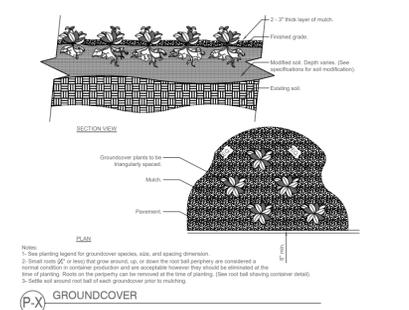 2 - 3" thick layer of mulch.
Finished grade.
Modified soil. Depth varies. (See
specifications for soil modification).
Existing soil.
SECTION VIEW
Groundcover plants to be
triangularly spaced.
Mulch.
Pavement.
6" min.
PLAN
Notes:
1- See planting legend for groundcover species, size, and spacing dimension.
2- Small roots (¼" or less) that grow around, up, or down the root ball periphery are considered a
normal condition in container production and are acceptable however they should be eliminated at the
time of planting. Roots on the periperhy can be removed at the time of planting. (See root ball shaving container detail).
3- Settle soil around root ball of each groundcover prior to mulching.
P-X GROUNDCOVER